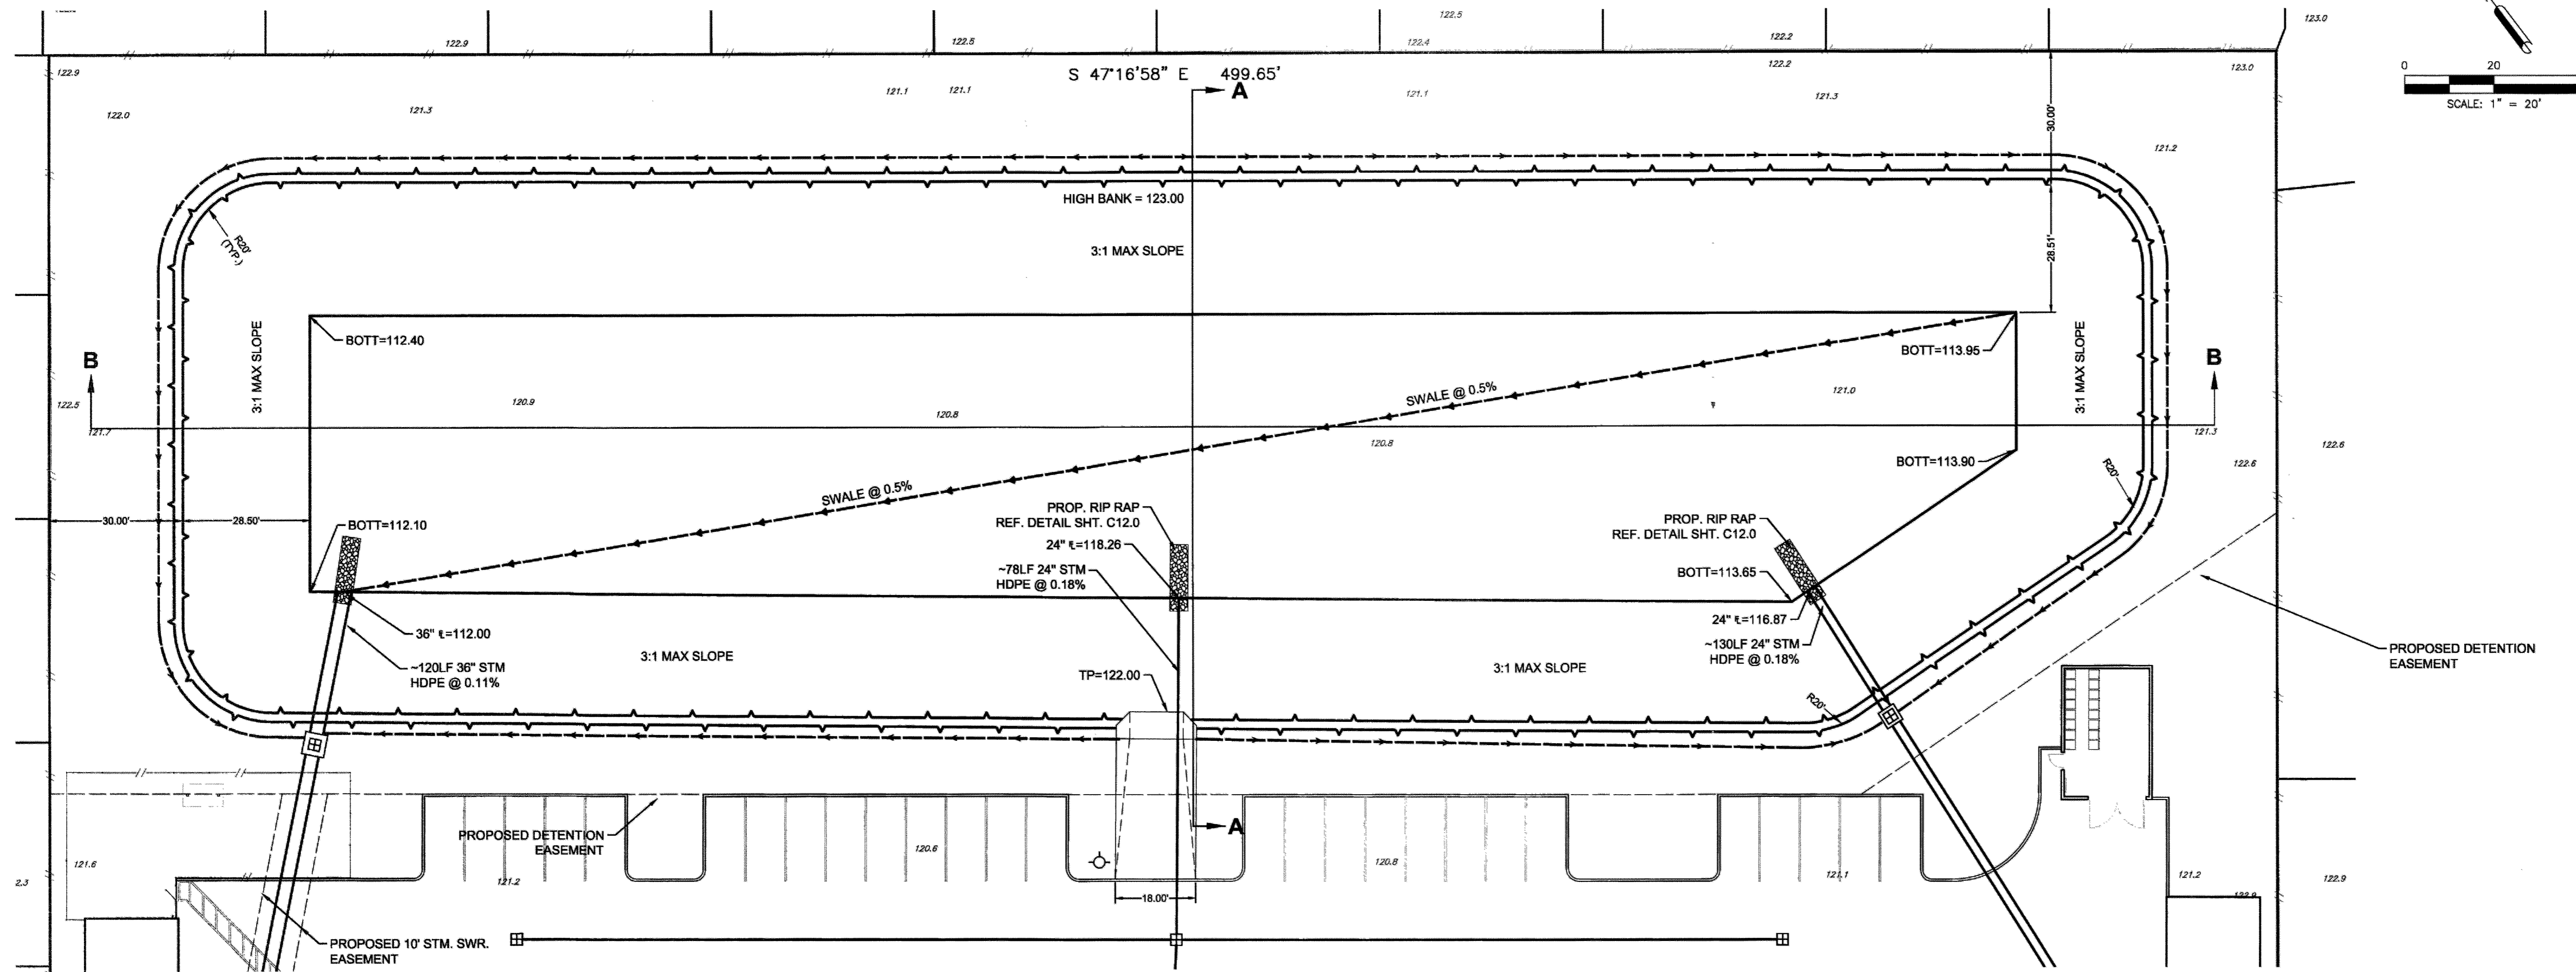 122.5
123.0
122.9
122.5
122.4
122.2
0 20
SCALE: 1" = 20'
122.9
S 47°16'58" E 499.65'
122.2
123.0
A
122.0
121.3
121.1
121.1
121.1
121.3
30.00'
121.2
HIGH BANK = 123.00
R20'
(TYP.)
3:1 MAX SLOPE
28.51'
3:1 MAX SLOPE
BOTT=112.40
BOTT=113.95
3:1 MAX SLOPE
B
B
SWALE @ 0.5%
121.0
122.5
120.9
120.8
121.7
120.8
121.3
122.6
BOTT=113.90
R20'
122.6
SWALE @ 0.5%
30.00'
28.50'
BOTT=112.10
PROP. RIP RAP
REF. DETAIL SHT. C12.0
24" ℄=118.26
~78LF 24" STM
HDPE @ 0.18%
PROP. RIP RAP
REF. DETAIL SHT. C12.0
BOTT=113.65
24" ℄=116.87
~130LF 24" STM
HDPE @ 0.18%
36" ℄=112.00
~120LF 36" STM
HDPE @ 0.11%
3:1 MAX SLOPE
TP=122.00
3:1 MAX SLOPE
R20'
PROPOSED DETENTION
EASEMENT
PROPOSED DETENTION
EASEMENT
A
121.6
120.6
120.8
121.2
121.1
121.2
122.9
2.3
122.9
18.00'
PROPOSED 10' STM. SWR.
EASEMENT